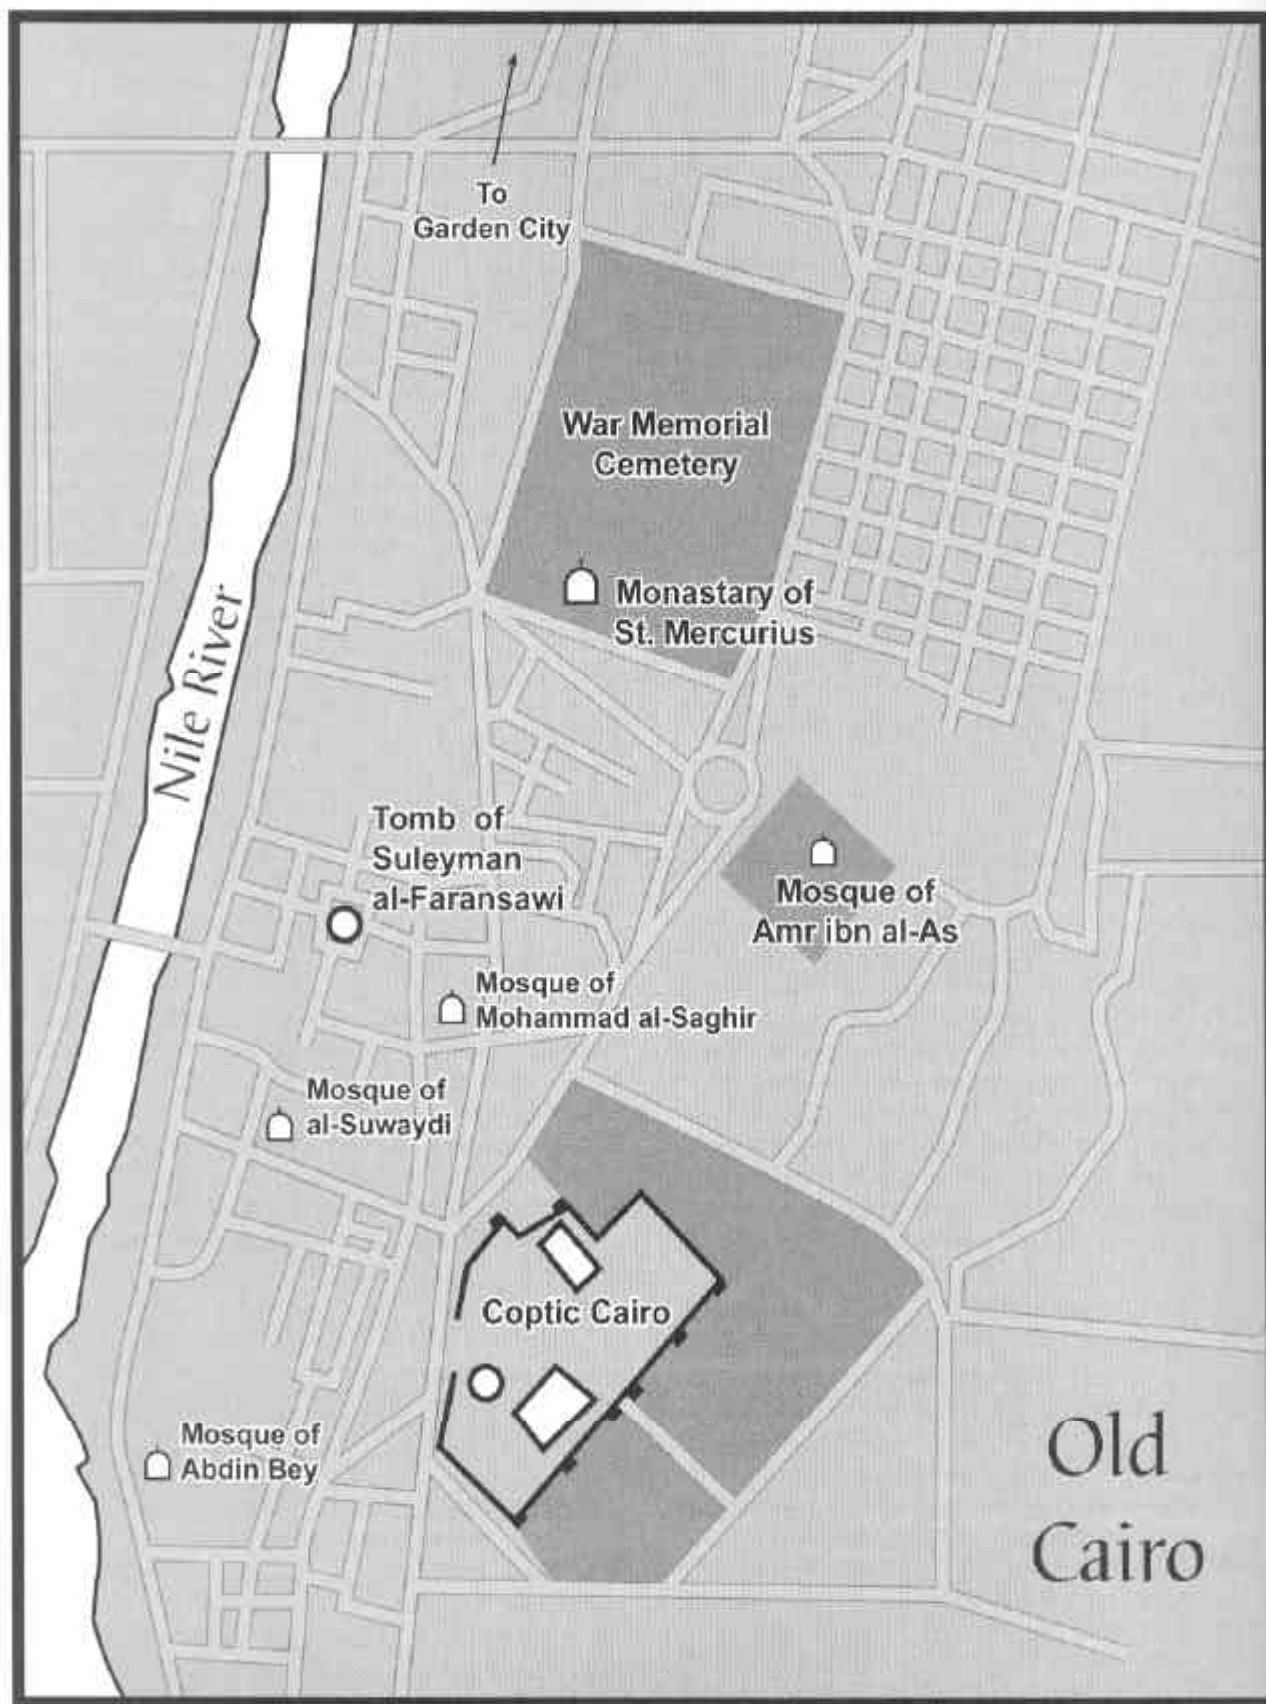 To
Garden City
War Memorial
Cemetery
Monastary of
St. Mercurius
Nile River
Tomb of
Suleyman
al-Faransawi
Mosque of
Amr ibn al-As
Mosque of
Mohammad al-Saghir
Mosque of
al-Suwaydi
Coptic Cairo
Mosque of
Abdin Bey
Old
Cairo